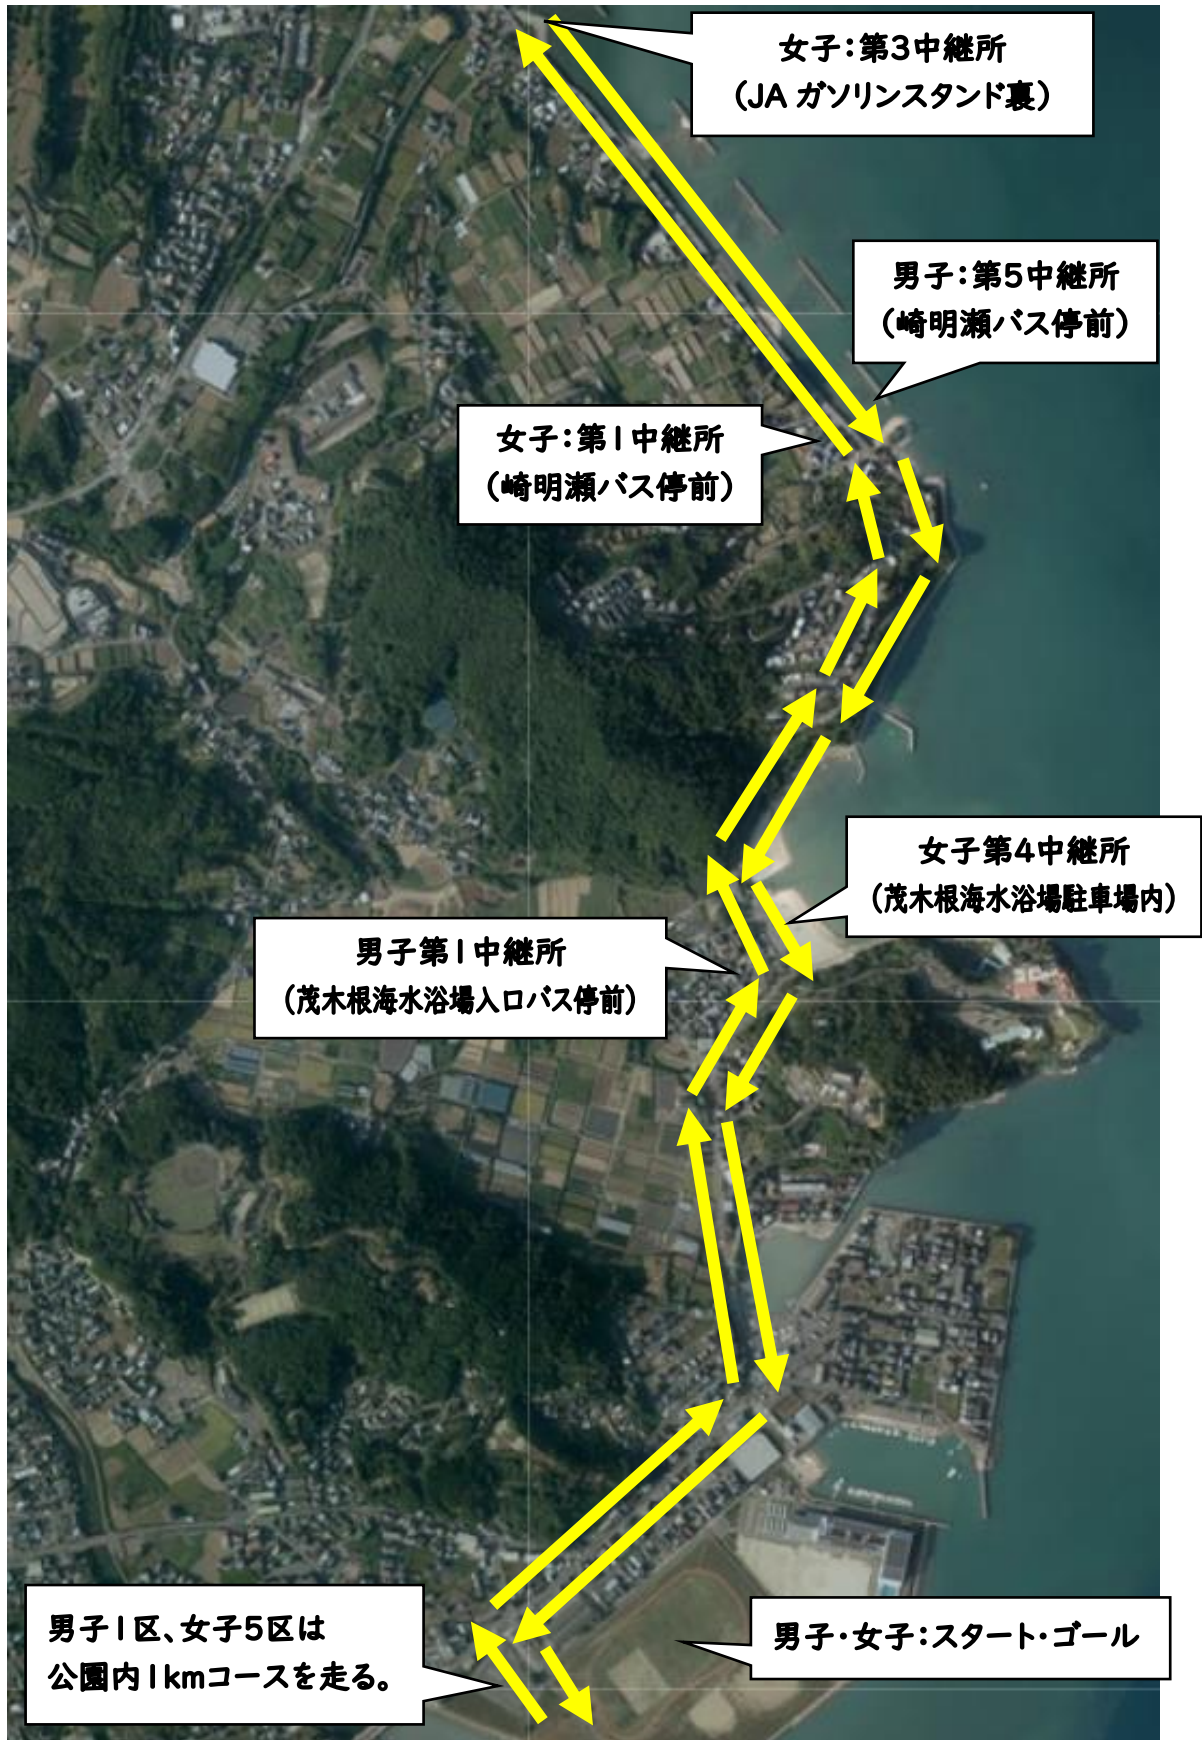 女子：第3中継所
（JA ガソリンスタンド裏）
男子：第5中継所
（崎明瀬バス停前）
女子：第1中継所
（崎明瀬バス停前）
女子第4中継所
（茂木根海水浴場駐車場内）
男子第1中継所
（茂木根海水浴場入口バス停前）
男子1区、女子5区は
公園内1kmコースを走る。
男子・女子：スタート・ゴール